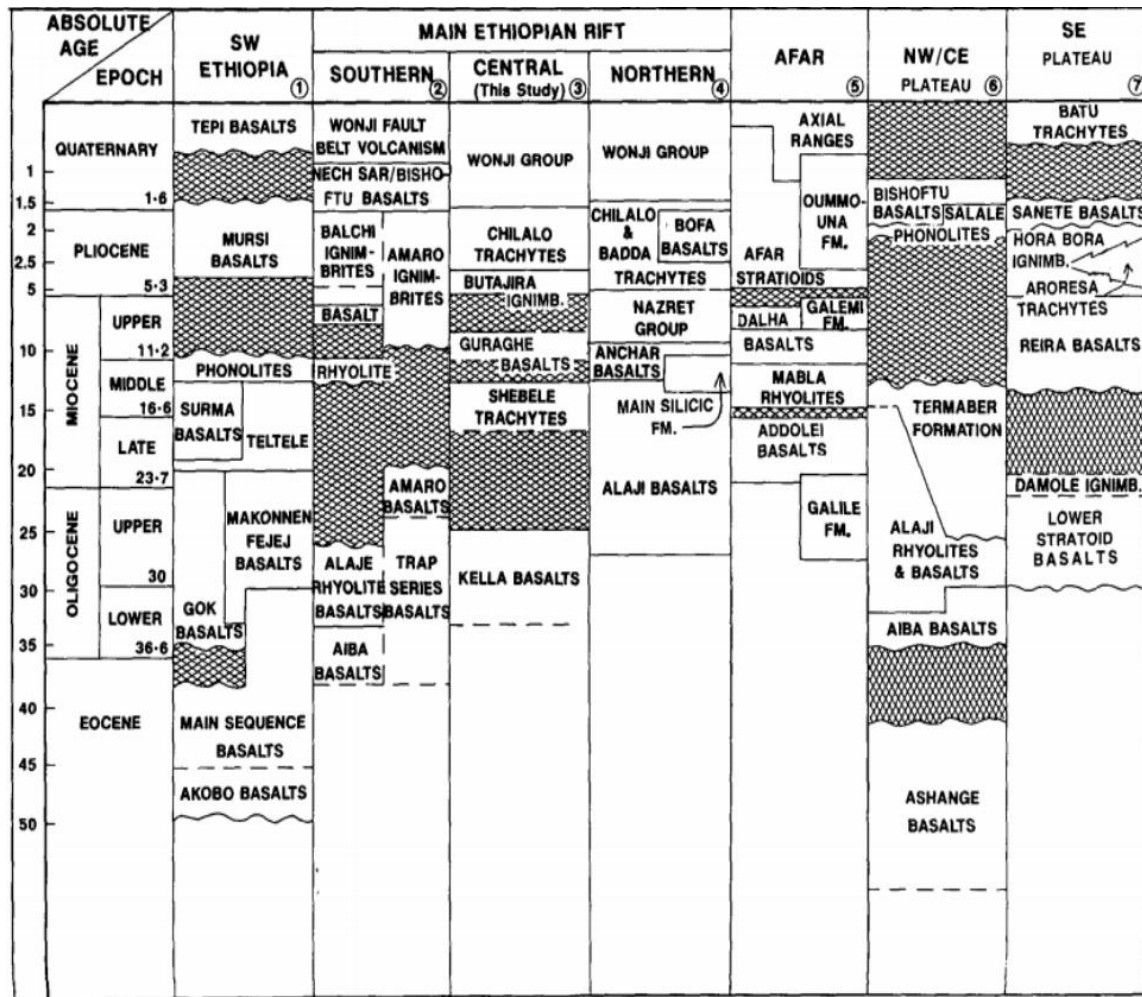 ABSOLUTE
AGE
EPOCH
SW
ETHIOPIA
1
MAIN ETHIOPIAN RIFT
SOUTHERN
2
CENTRAL
(This Study) 3
NORTHERN
4
AFAR
5
NW/CE
PLATEAU 6
SE
PLATEAU
7
1
1.5
2
2.5
5
10
15
20
25
30
35
40
45
50
QUATERNARY
1·6
PLIOCENE
5·3
MIOCENE
UPPER
11·2
MIDDLE
16·6
LATE
23·7
OLIGOCENE
UPPER
30
LOWER
36·6
EOCENE
TEPI BASALTS
MURSI
BASALTS
PHONOLITES
SURMA
BASALTS
TELTELE
MAKONNEN
FEJEJ
BASALTS
GOK
BASALTS
MAIN SEQUENCE
BASALTS
AKOBO BASALTS
WONJI FAULT
BELT VOLCANISM
NECH SAR/BISHO-
FTU BASALTS
BALCHI
IGNIM-
BRITES
AMARO
IGNIM-
BRITES
BASALT
RHYOLITE
AMARO
BASALTS
ALAJE
RHYOLITE
BASALTS
TRAP
SERIES
BASALTS
AIBA
BASALTS
WONJI GROUP
CHILALO
TRACHYTES
BUTAJIRA
IGNIMB.
GURAGHE
BASALTS
SHEBELE
TRACHYTES
KELLA BASALTS
WONJI GROUP
CHILALO
&
BADDA
BOFA
BASALTS
TRACHYTES
NAZRET
GROUP
ANCHAR
BASALTS
MAIN SILICIC
FM.
ALAJI BASALTS
AXIAL
RANGES
OUMMO-
UNA
FM.
AFAR
STRATIOIDS
DALHA
GALEMI
FM.
BASALTS
MABLA
RHYOLITES
ADDOLEI
BASALTS
GALILE
FM.
BISHOFTU
BASALTS
SALALE
PHONOLITES
TERMABER
FORMATION
ALAJI
RHYOLITES
& BASALTS
AIBA BASALTS
ASHANGE
BASALTS
BATU
TRACHYTES
SANETE BASALTS
HORA BORA
IGNIMB.
ARORESA
TRACHYTES
REIRA BASALTS
DAMOLE IGNIMB.
LOWER
STRATOID
BASALTS